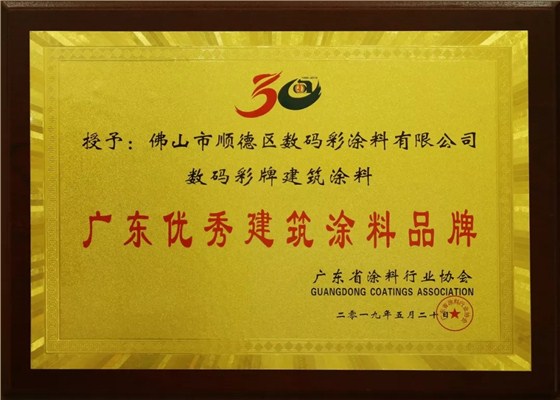 30
授予：佛山市顺德区数码彩涂料有限公司
数码彩牌建筑涂料
广东优秀建筑涂料品牌
广东省涂料行业协会
GUANGDONG COATINGS ASSOCIATION
二零一九年五月二十日